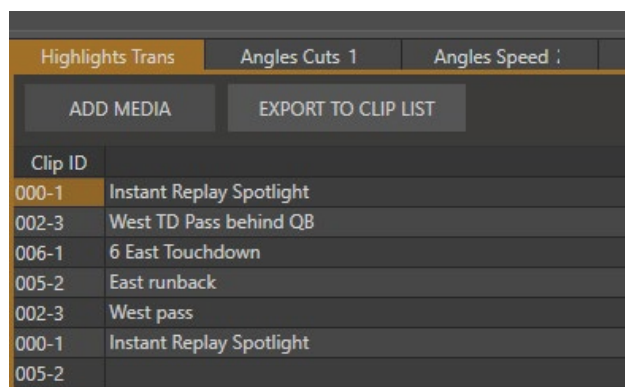 Highlights Trans Angles Cuts 1 Angles Speed
ADD MEDIA EXPORT TO CLIP LIST
Clip ID
000-1 Instant Replay Spotlight
002-3 West TD Pass behind QB
006-1 6 East Touchdown
005-2 East runback
002-3 West pass
000-1 Instant Replay Spotlight
005-2